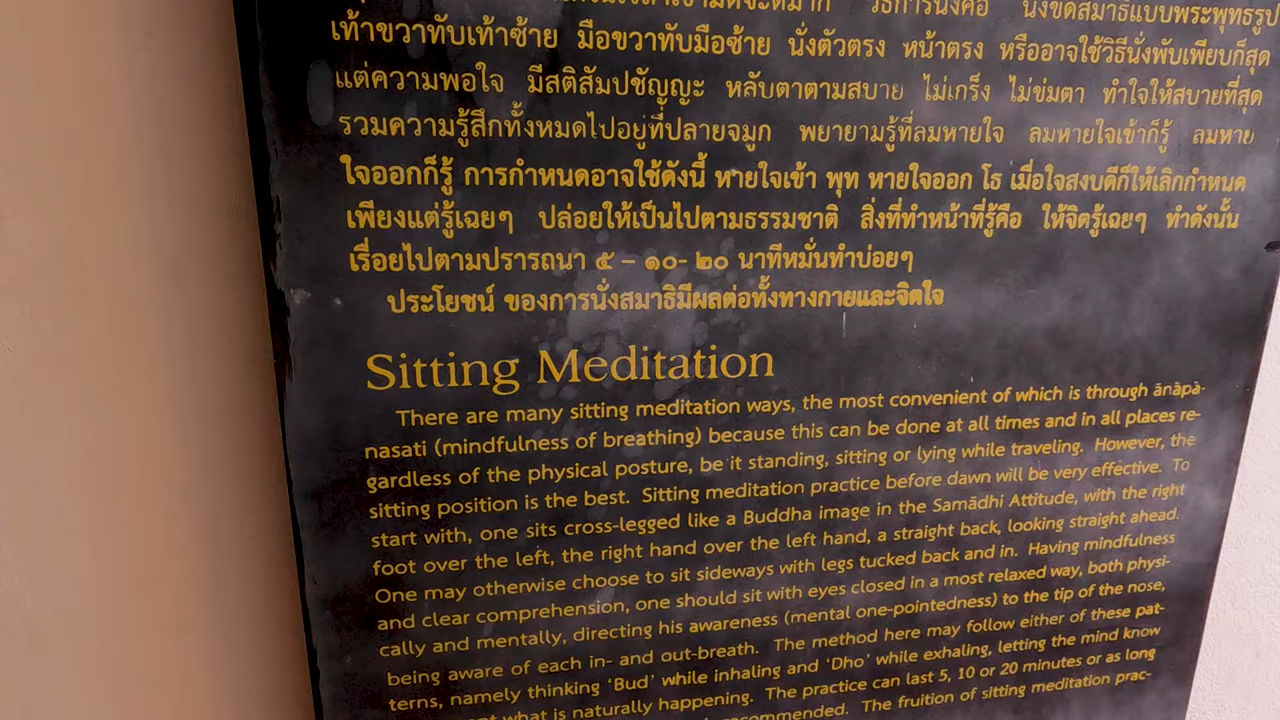 วิธีการนั่งคือ นั่งขัดสมาธิแบบพระพุทธรูป
เท้าขวาทับเท้าซ้าย มือขวาทับมือซ้าย นั่งตัวตรง หน้าตรง หรืออาจใช้วิธีนั่งพับเพียบก็สุด
แต่ความพอใจ มีสติสัมปชัญญะ หลับตาตามสบาย ไม่เกร็ง ไม่ข่มตา ทำใจให้สบายที่สุด
รวมความรู้สึกทั้งหมดไปอยู่ที่ปลายจมูก พยายามรู้ที่ลมหายใจ ลมหายใจเข้าก็รู้ ลมหาย
ใจออกก็รู้ การกำหนดอาจใช้ดังนี้ หายใจเข้า พุท หายใจออก โธ เมื่อใจสงบดีก็ให้เลิกกำหนด
เพียงแต่รู้เฉยๆ ปล่อยให้เป็นไปตามธรรมชาติ สิ่งที่ทำหน้าที่รู้คือ ให้จิตรู้เฉยๆ ทำดังนั้น
เรื่อยไปตามปรารถนา ๕ – ๑๐- ๒๐ นาทีหมั่นทำบ่อยๆ
ประโยชน์ ของการนั่งสมาธิมีผลต่อทั้งทางกายและจิตใจ
Sitting Meditation
There are many sitting meditation ways, the most convenient of which is through ānāpà-
nasati (mindfulness of breathing) because this can be done at all times and in all places re-
gardless of the physical posture, be it standing, sitting or lying while traveling. However, the
sitting position is the best. Sitting meditation practice before dawn will be very effective. To
start with, one sits cross-legged like a Buddha image in the Samādhi Attitude, with the right
foot over the left, the right hand over the left hand, a straight back, looking straight ahead.
One may otherwise choose to sit sideways with legs tucked back and in. Having mindfulness
and clear comprehension, one should sit with eyes closed in a most relaxed way, both physi-
cally and mentally, directing his awareness (mental one-pointedness) to the tip of the nose,
being aware of each in- and out-breath. The method here may follow either of these pat-
terns, namely thinking ‘Bud’ while inhaling and ‘Dho’ while exhaling, letting the mind know
what is naturally happening. The practice can last 5, 10 or 20 minutes or as long
The fruition of sitting meditation prac-